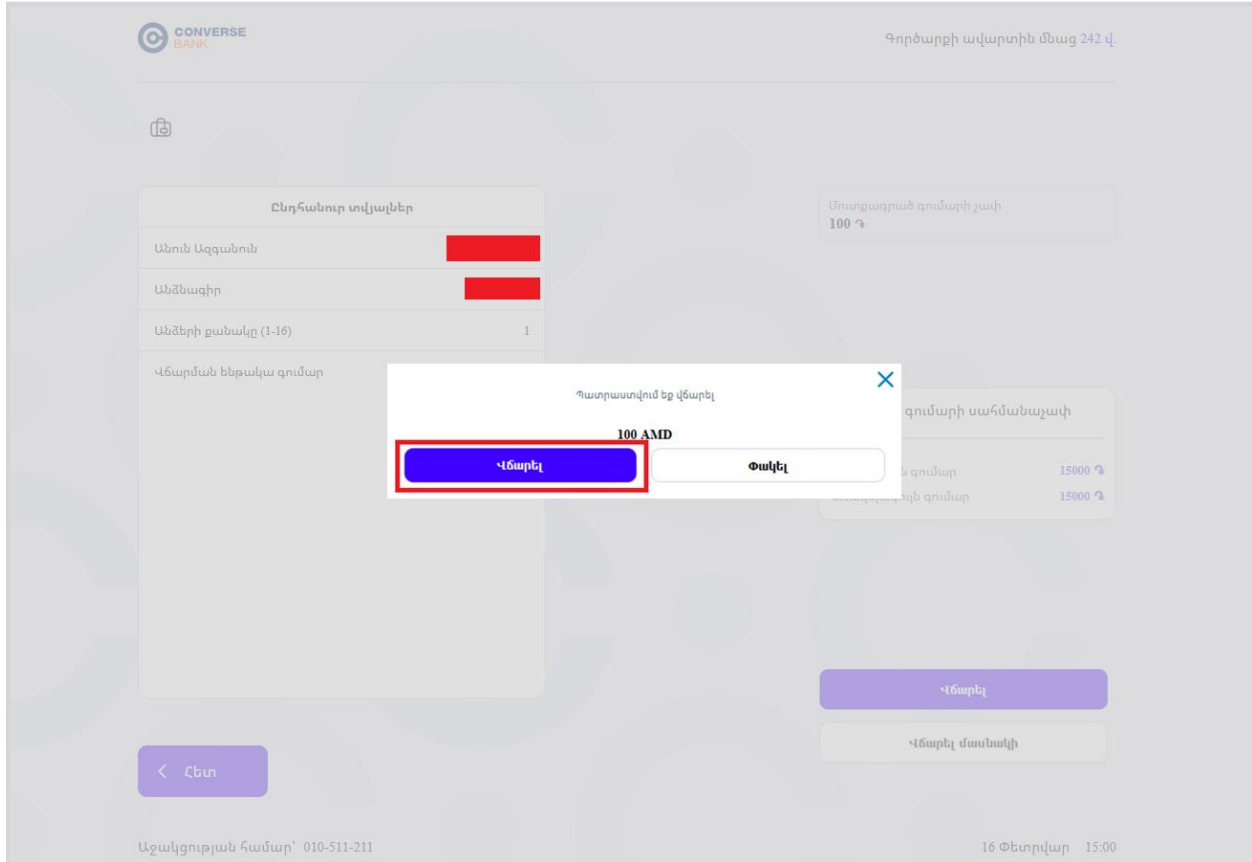 CONVERSE
BANK
Գործարքի ավարտին մնաց 242 վ.
Ընդհանուր տվյալներ
Անուն Ազգանուն
Անձնագիր
Անձերի քանակը (1-16) 1
Վճարման ենթակա գումար
Մուտքագրած գումարի չափ
100 ֏
Պատրաստվում եք վճարել
100 AMD
Վճարել Փակել
գումարի սահմանաչափ
գումար 15000 ֏
գումար 15000 ֏
Վճարել
Վճարել մասնակի
Հետ
Աջակցության համար՝ 010-511-211
16 Փետրվար 15:00